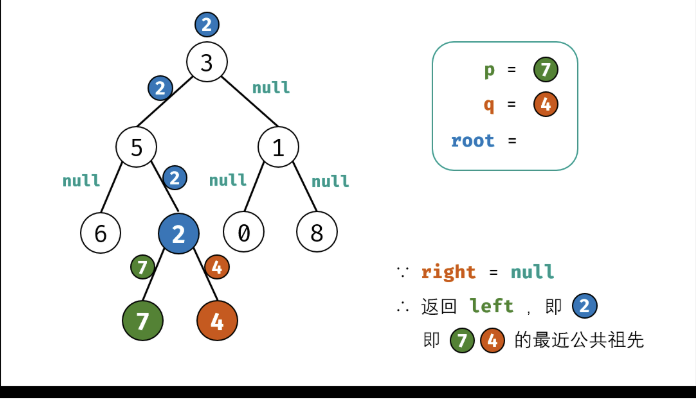 2
3
2
null
5
1
null
2
null
null
6
2
0
8
7
4
7
4
p = 7
q = 4
root =
∵ right = null
∴ 返回 left , 即 2
即 7 4 的最近公共祖先